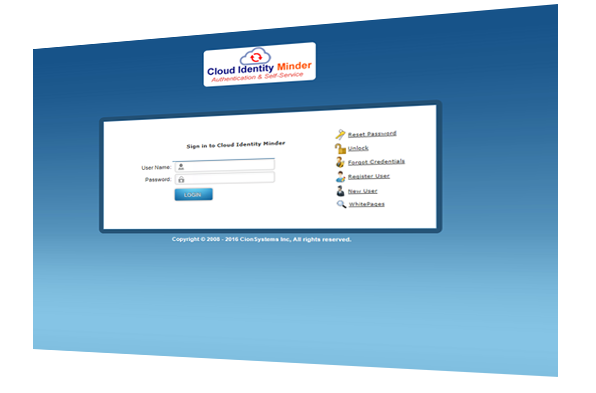 Cloud Identity Minder
Authentication & Self-Service
Sign in to Cloud Identity Minder
User Name:
Password:
LOGIN
Reset Password
Unlock
Forgot Credentials
Register User
New User
WhitePages
Copyright © 2008 - 2016 CionSystems Inc, All rights reserved.